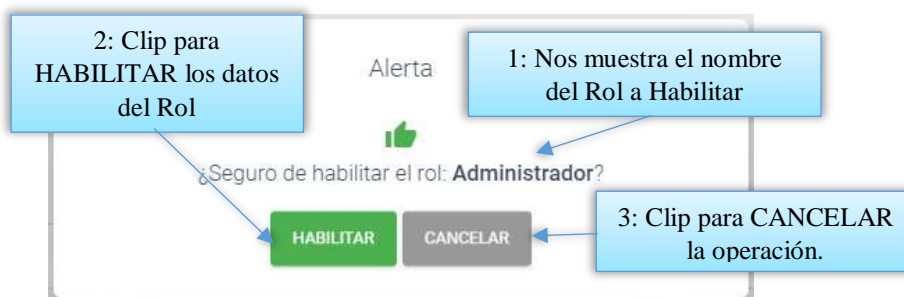 2: Clip para
HABILITAR los datos
del Rol
Alerta
1: Nos muestra el nombre
del Rol a Habilitar
¿Seguro de habilitar el rol: Administrador?
HABILITAR
CANCELAR
3: Clip para CANCELAR
la operación.